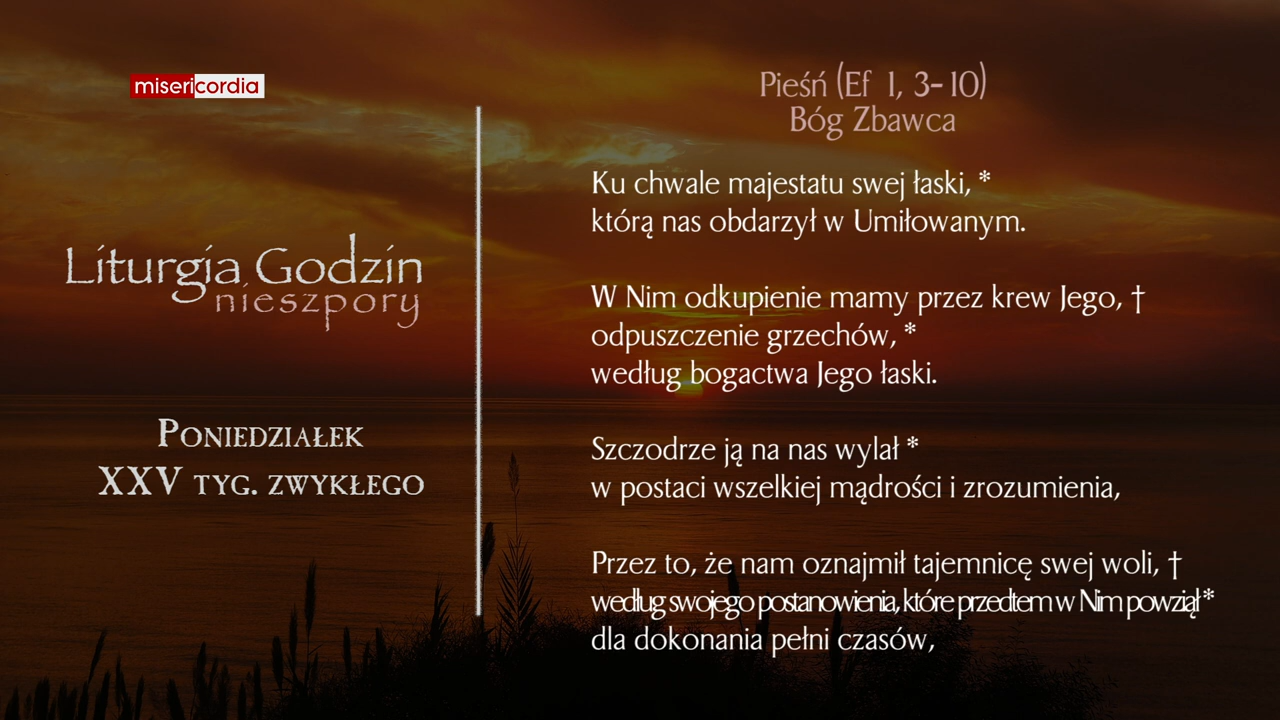 misericordia
Liturgia Godzin
nieszpory
Poniedziałek
XXV tyg. zwykłego
Pieśń (Ef 1, 3-10)
Bóg Zbawca
Ku chwale majestatu swej łaski, *
którą nas obdarzył w Umiłowanym.
W Nim odkupienie mamy przez krew Jego, †
odpuszczenie grzechów, *
według bogactwa Jego łaski.
Szczodrze ją na nas wylał *
w postaci wszelkiej mądrości i zrozumienia,
Przez to, że nam oznajmił tajemnicę swej woli, †
według swojego postanowienia, które przedtem w Nim powziął *
dla dokonania pełni czasów,